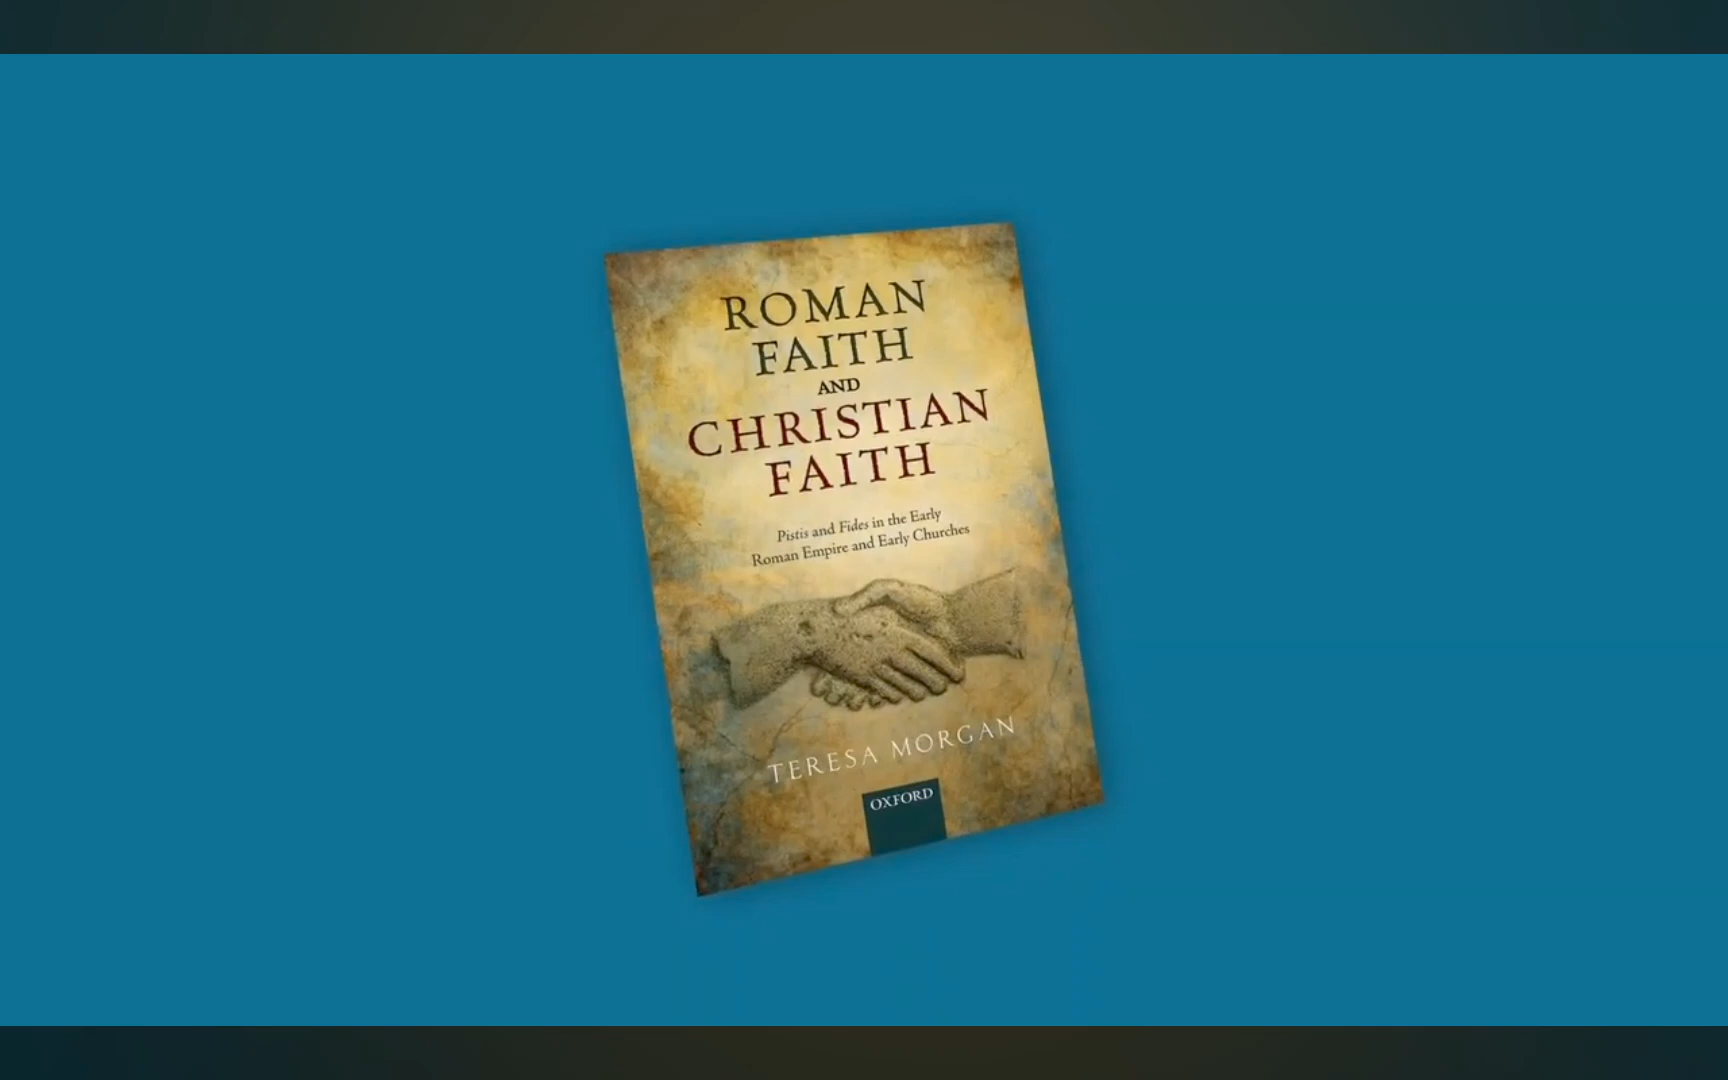 ROMAN
FAITH
AND
CHRISTIAN
FAITH
Pistis and Fides in the Early
Roman Empire and Early Churches
TERESA MORGAN
OXFORD